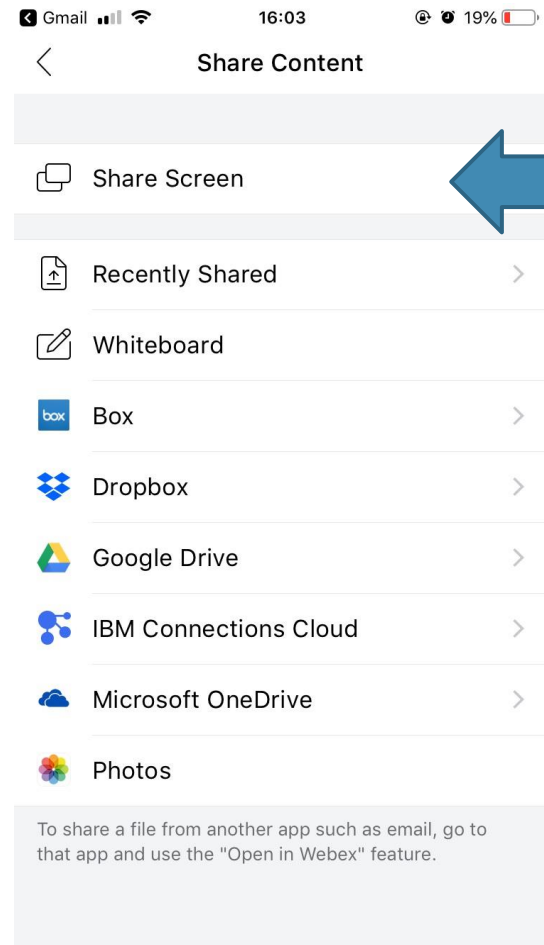 Gmail 16:03 19%
Share Content
Share Screen
Recently Shared
Whiteboard
box Box
Dropbox
Google Drive
IBM Connections Cloud
Microsoft OneDrive
Photos
To share a file from another app such as email, go to
that app and use the "Open in Webex" feature.